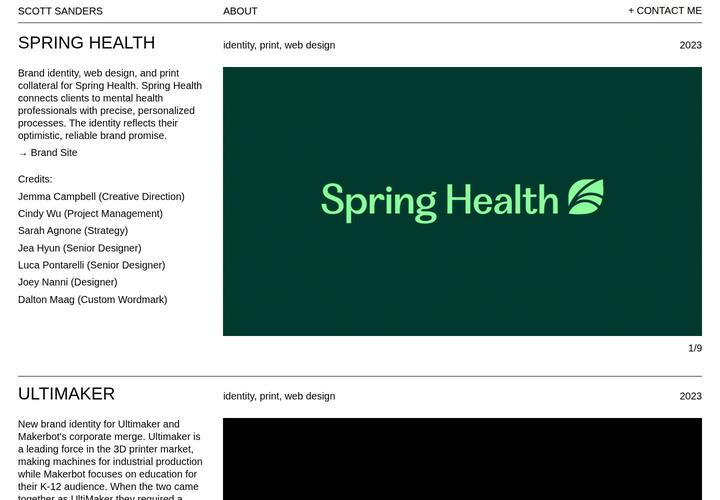 SCOTT SANDERS
ABOUT
+ CONTACT ME
SPRING HEALTH
identity, print, web design
2023
Brand identity, web design, and print
collateral for Spring Health. Spring Health
connects clients to mental health
professionals with precise, personalized
processes. The identity reflects their
optimistic, reliable brand promise.
→ Brand Site
Credits:
Jemma Campbell (Creative Direction)
Cindy Wu (Project Management)
Sarah Agnone (Strategy)
Jea Hyun (Senior Designer)
Luca Pontarelli (Senior Designer)
Joey Nanni (Designer)
Dalton Maag (Custom Wordmark)
Spring Health
1/9
ULTIMAKER
identity, print, web design
2023
New brand identity for Ultimaker and
Makerbot's corporate merge. Ultimaker is
a leading force in the 3D printer market,
making machines for industrial production
while Makerbot focuses on education for
their K-12 audience. When the two came
together as UltiMaker they required a